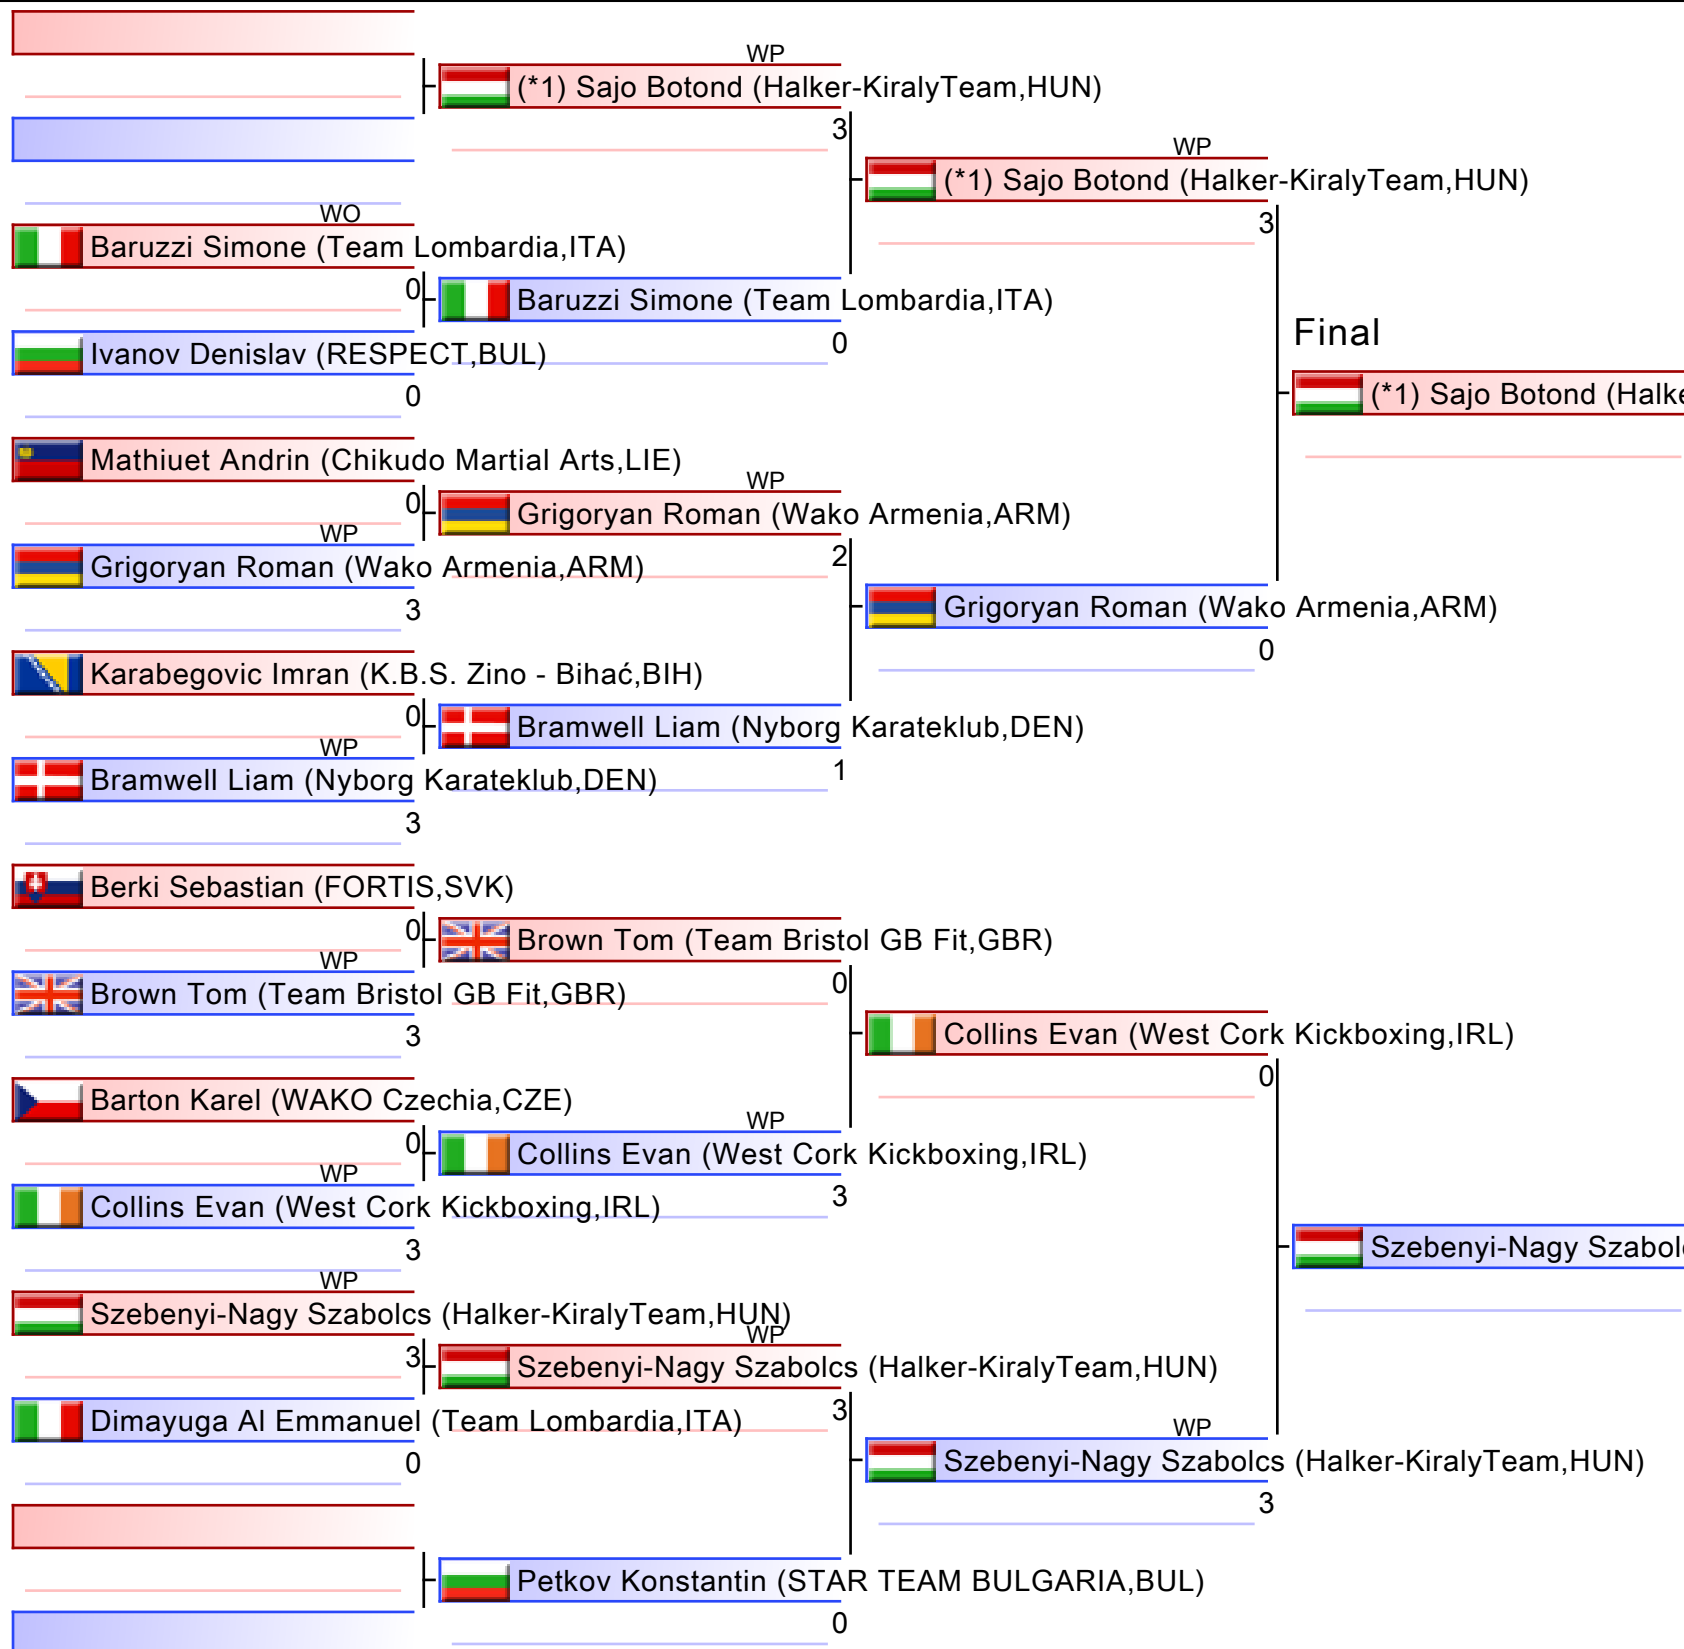 WP
(*1) Sajo Botond (Halker-KiralyTeam,HUN)
3
WP
(*1) Sajo Botond (Halker-KiralyTeam,HUN)
3
WO
Baruzzi Simone (Team Lombardia,ITA)
0
Baruzzi Simone (Team Lombardia,ITA)
0
Ivanov Denislav (RESPECT,BUL)
0
Final
(*1) Sajo Botond (Halke
Mathiuet Andrin (Chikudo Martial Arts,LIE)
0
WP
Grigoryan Roman (Wako Armenia,ARM)
2
WP
Grigoryan Roman (Wako Armenia,ARM)
3
Grigoryan Roman (Wako Armenia,ARM)
0
Karabegovic Imran (K.B.S. Zino - Bihać,BIH)
0
Bramwell Liam (Nyborg Karateklub,DEN)
1
WP
Bramwell Liam (Nyborg Karateklub,DEN)
3
Berki Sebastian (FORTIS,SVK)
0
Brown Tom (Team Bristol GB Fit,GBR)
0
WP
Brown Tom (Team Bristol GB Fit,GBR)
3
Collins Evan (West Cork Kickboxing,IRL)
0
Barton Karel (WAKO Czechia,CZE)
0
WP
Collins Evan (West Cork Kickboxing,IRL)
3
WP
Collins Evan (West Cork Kickboxing,IRL)
3
Szebenyi-Nagy Szabol
WP
Szebenyi-Nagy Szabolcs (Halker-KiralyTeam,HUN)
3
WP
Szebenyi-Nagy Szabolcs (Halker-KiralyTeam,HUN)
3
Dimayuga Al Emmanuel (Team Lombardia,ITA)
0
WP
Szebenyi-Nagy Szabolcs (Halker-KiralyTeam,HUN)
3
Petkov Konstantin (STAR TEAM BULGARIA,BUL)
0